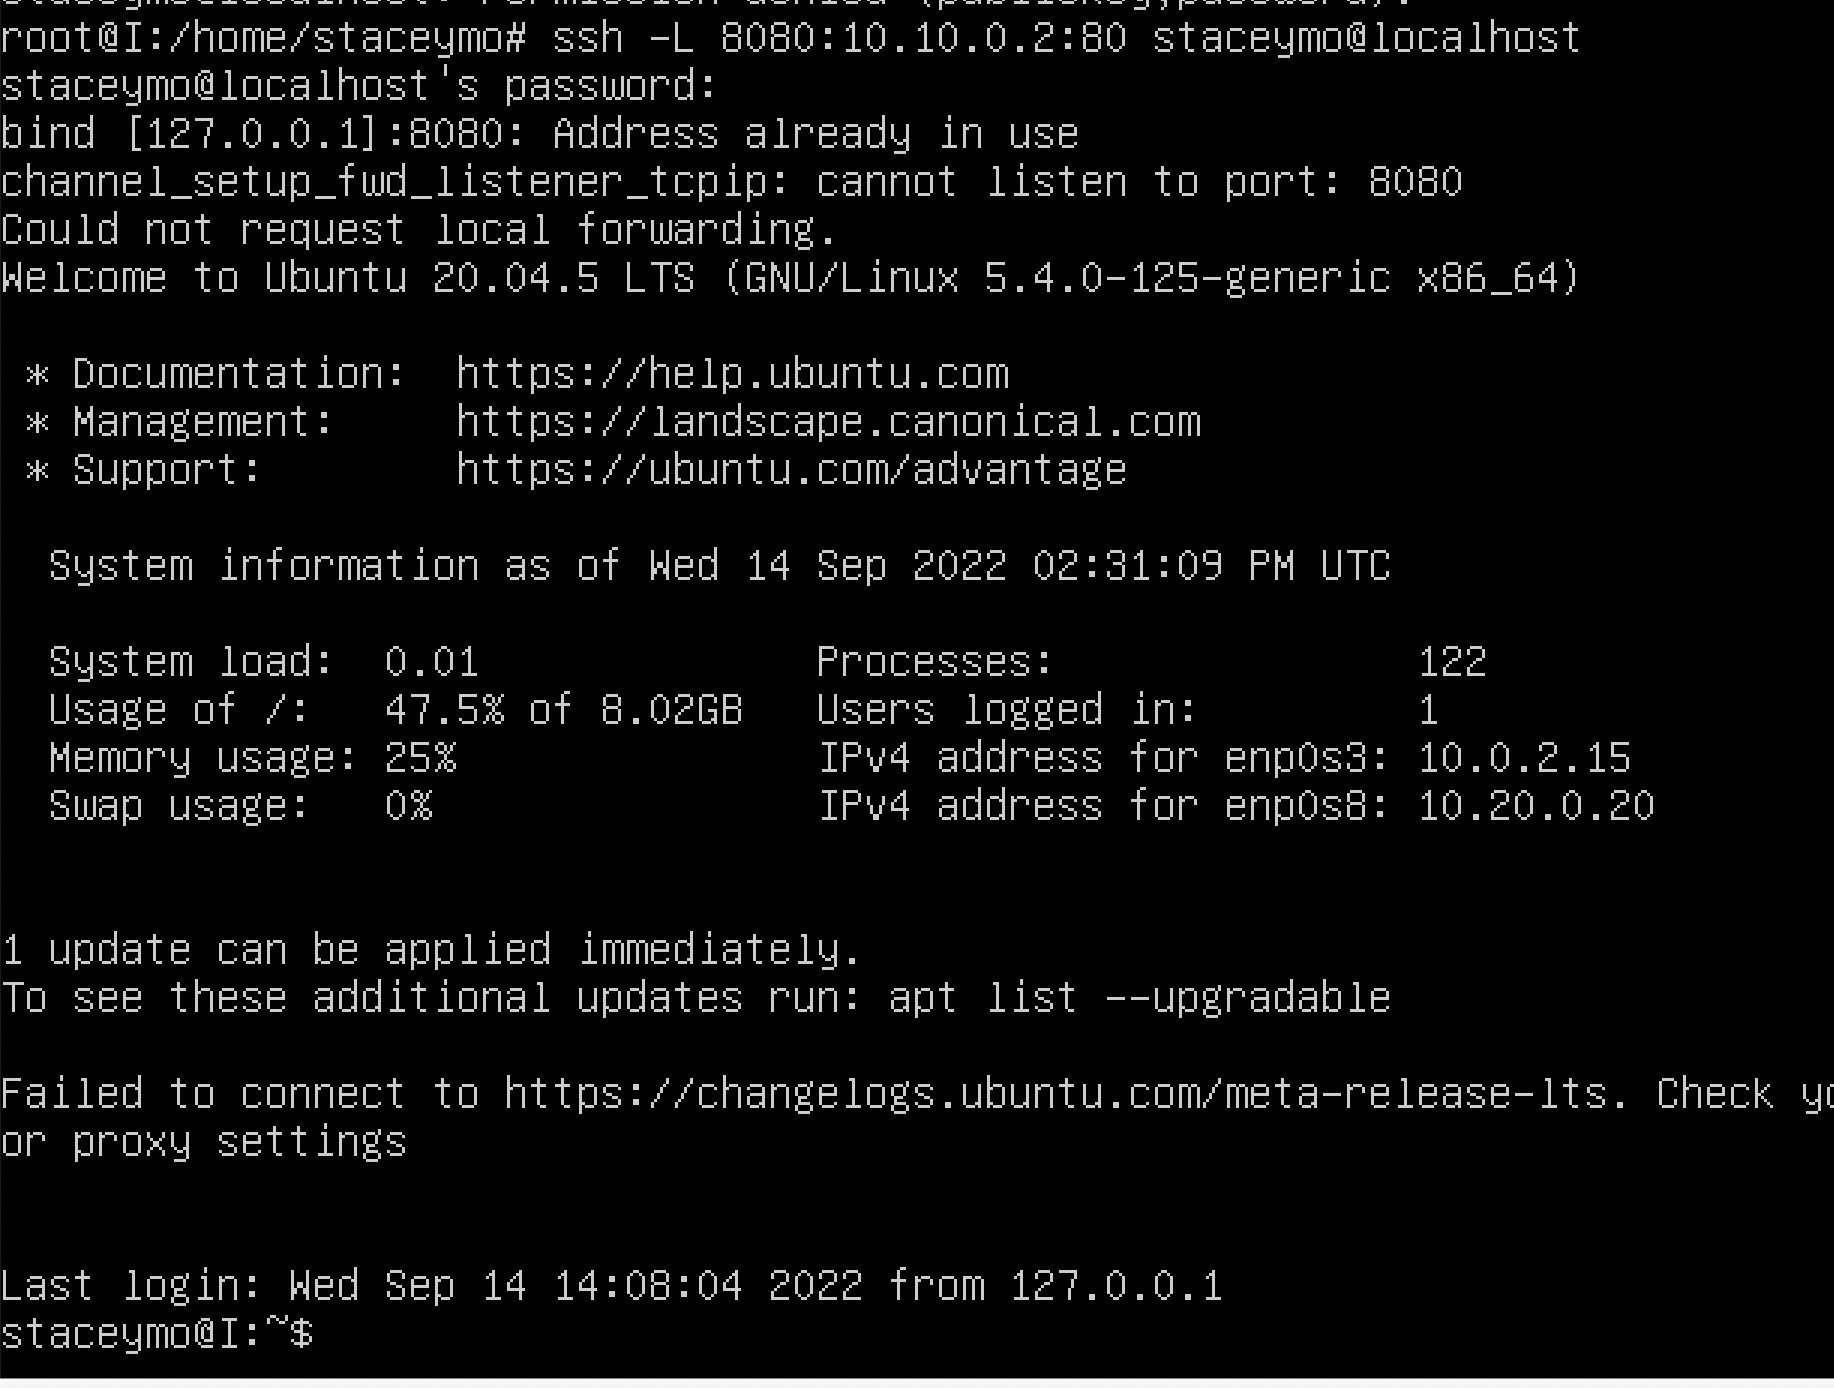 root@I:/home/staceymo# ssh -L 8080:10.10.0.2:80 staceymo@localhost
staceymo@localhost's password:
bind [127.0.0.1]:8080: Address already in use
channel_setup_fwd_listener_tcpip: cannot listen to port: 8080
Could not request local forwarding.
Welcome to Ubuntu 20.04.5 LTS (GNU/Linux 5.4.0-125-generic x86_64)
* Documentation:  https://help.ubuntu.com
* Management:     https://landscape.canonical.com
* Support:        https://ubuntu.com/advantage
System information as of Wed 14 Sep 2022 02:31:09 PM UTC
System load:  0.01              Processes:               122
Usage of /:   47.5% of 8.02GB   Users logged in:         1
Memory usage: 25%               IPv4 address for enp0s3: 10.0.2.15
Swap usage:   0%                IPv4 address for enp0s8: 10.20.0.20
1 update can be applied immediately.
To see these additional updates run: apt list --upgradable
Failed to connect to https://changelogs.ubuntu.com/meta-release-lts. Check
or proxy settings
Last login: Wed Sep 14 14:08:04 2022 from 127.0.0.1
staceymo@I:~$